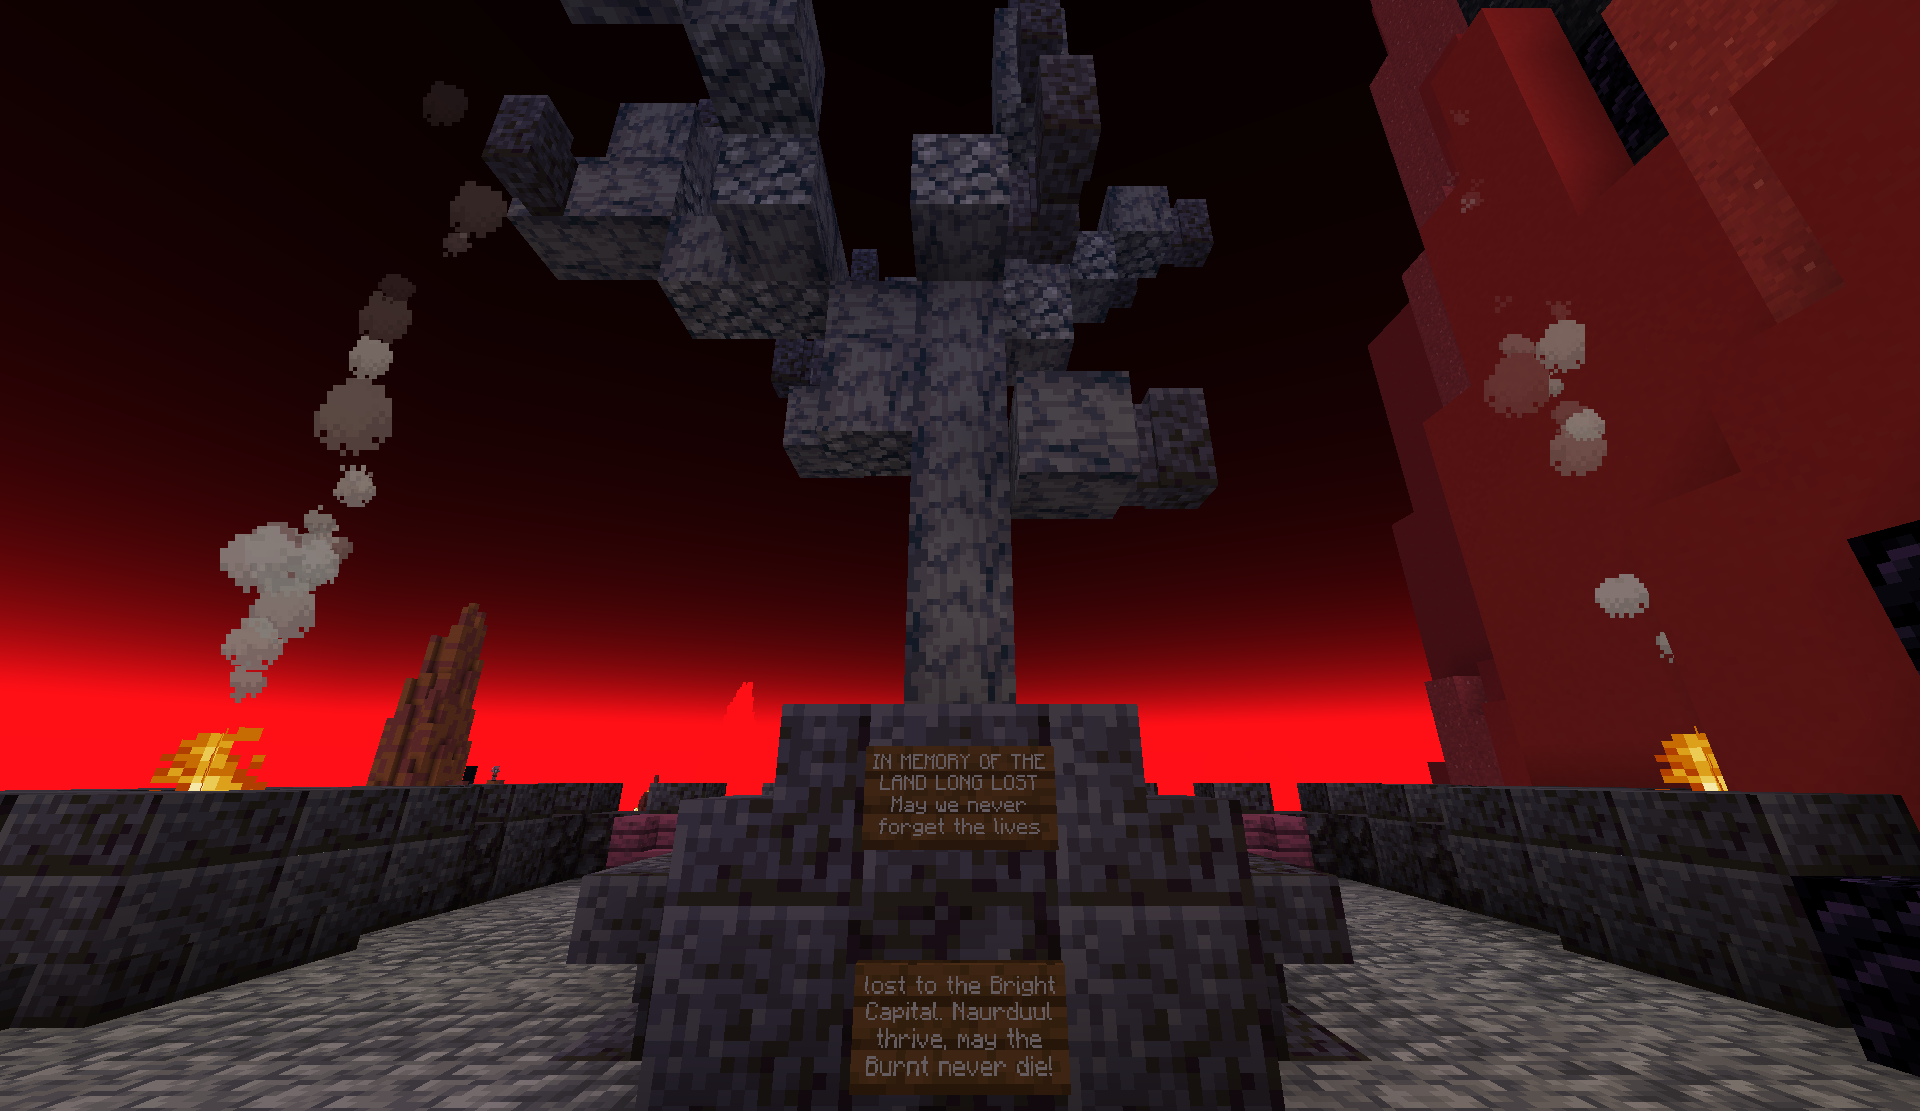 IN MEMORY OF THE
LAND LONG LOST
May we never
forget the lives
lost to the Bright
Capital. Naurduul
thrive, may the
Burnt never die!